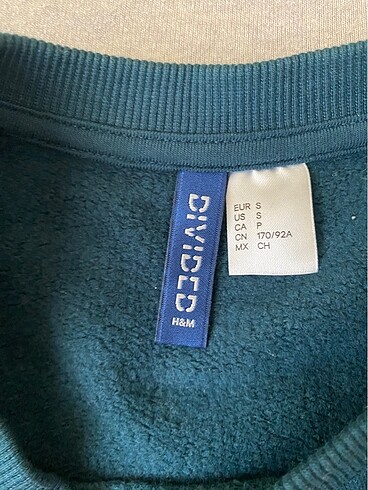 DIVIDED
H&M
EUR S
US S
CA P
CN 170/92A
MX CH